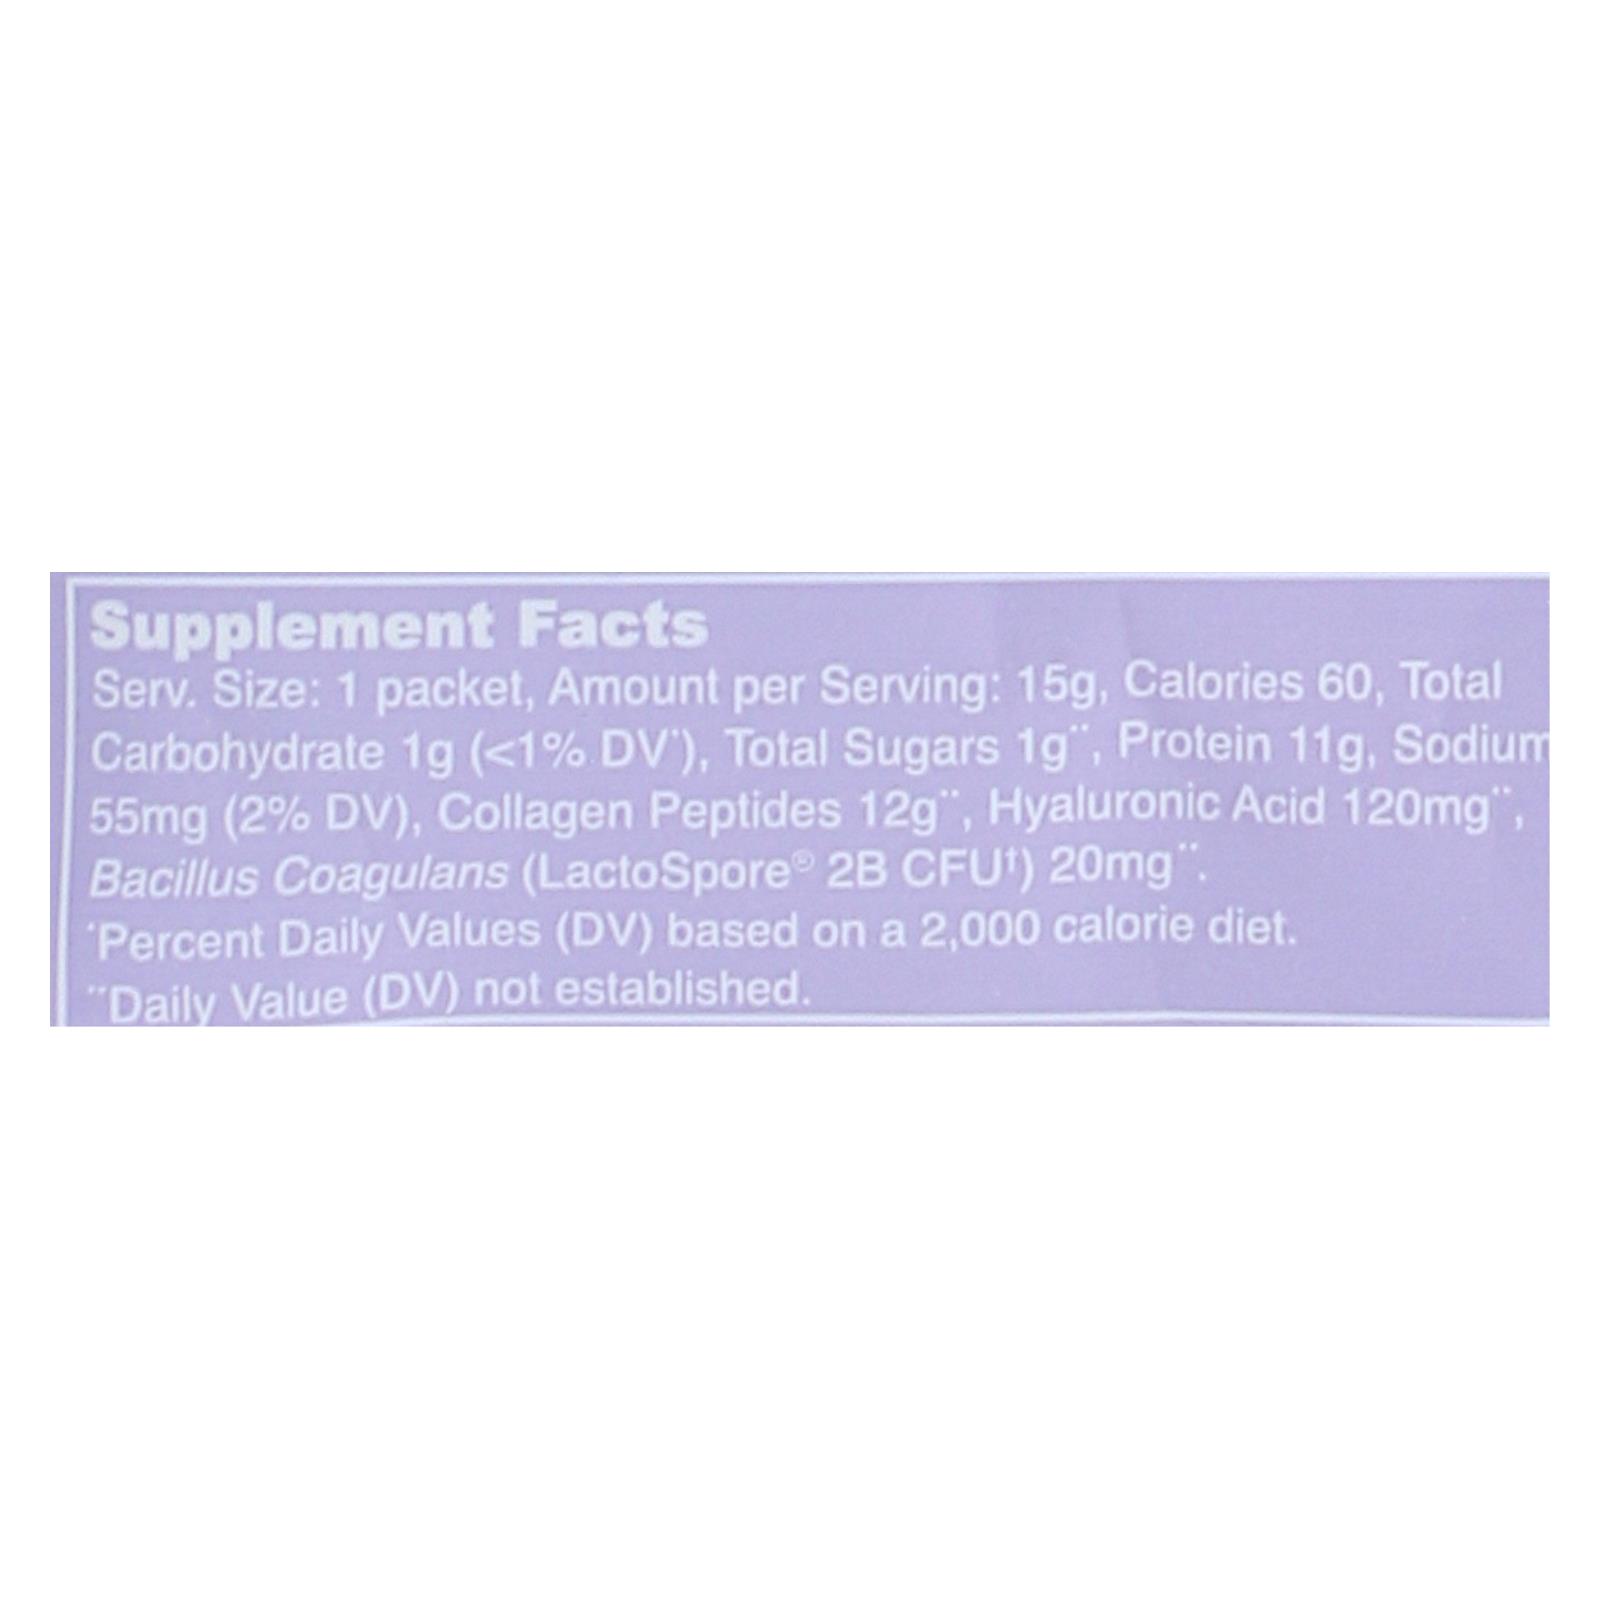 Supplement Facts
Serv. Size: 1 packet, Amount per Serving: 15g, Calories 60, Total
Carbohydrate 1g (<1% DV*), Total Sugars 1g**, Protein 11g, Sodium
55mg (2% DV), Collagen Peptides 12g**, Hyaluronic Acid 120mg**,
Bacillus Coagulans (LactoSpore® 2B CFU†) 20mg**.
*Percent Daily Values (DV) based on a 2,000 calorie diet.
**Daily Value (DV) not established.